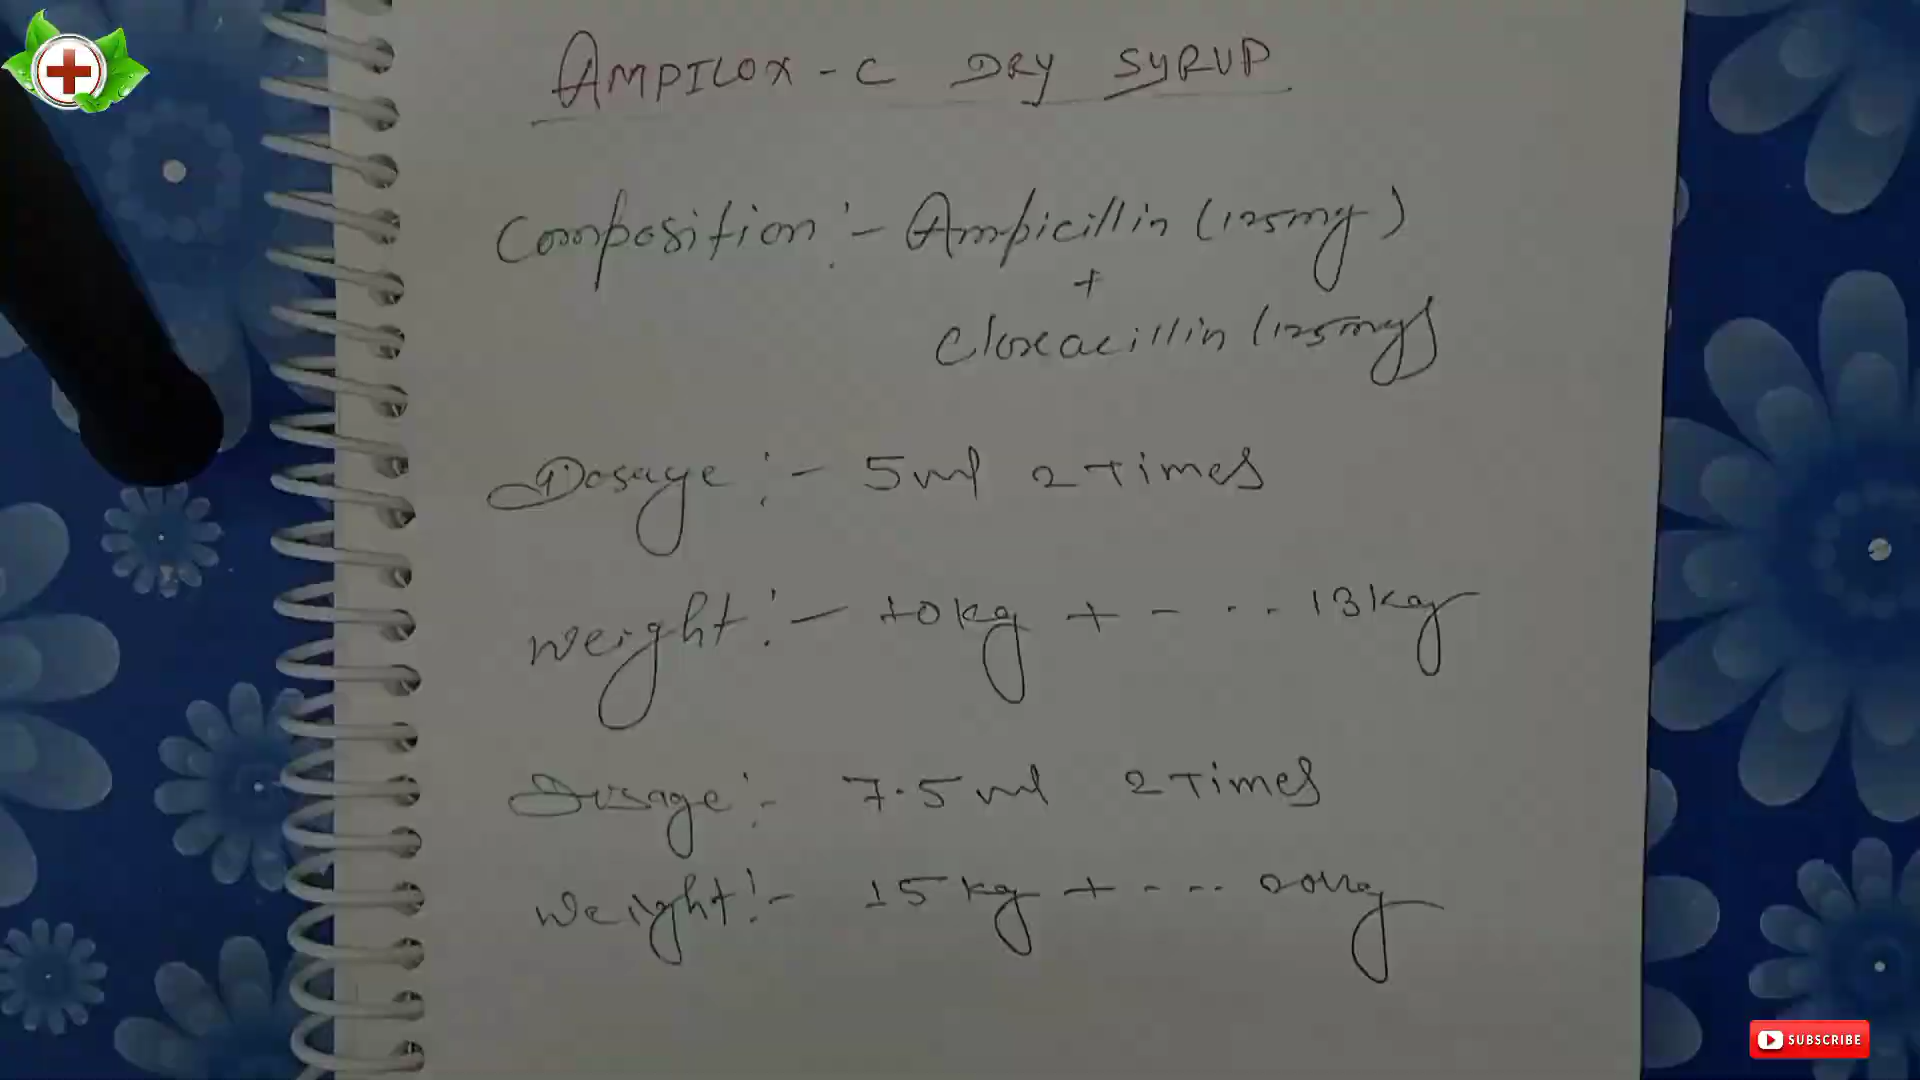 AMPILOX - C DRY SYRUP
Composition :- Ampicillin (125mg)
+
Cloxacillin (125mg)
Dosage :- 5ml 2 Times
Weight :- 10kg + - .. 13kg
Dosage :- 7.5ml 2 Times
Weight :- 15kg + - - - 20kg
SUBSCRIBE